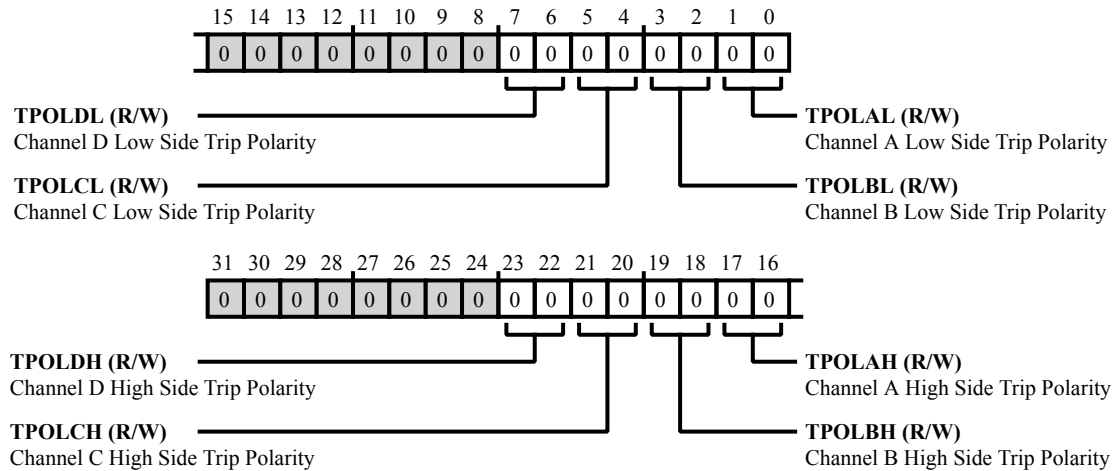 15 14 13 12 11 10 9 8 7 6 5 4 3 2 1 0
0 0 0 0 0 0 0 0 0 0 0 0 0 0 0 0
TPOLDL (R/W)
Channel D Low Side Trip Polarity
TPOLAL (R/W)
Channel A Low Side Trip Polarity
TPOLCL (R/W)
Channel C Low Side Trip Polarity
TPOLBL (R/W)
Channel B Low Side Trip Polarity
31 30 29 28 27 26 25 24 23 22 21 20 19 18 17 16
0 0 0 0 0 0 0 0 0 0 0 0 0 0 0 0
TPOLDH (R/W)
Channel D High Side Trip Polarity
TPOLAH (R/W)
Channel A High Side Trip Polarity
TPOLCH (R/W)
Channel C High Side Trip Polarity
TPOLBH (R/W)
Channel B High Side Trip Polarity